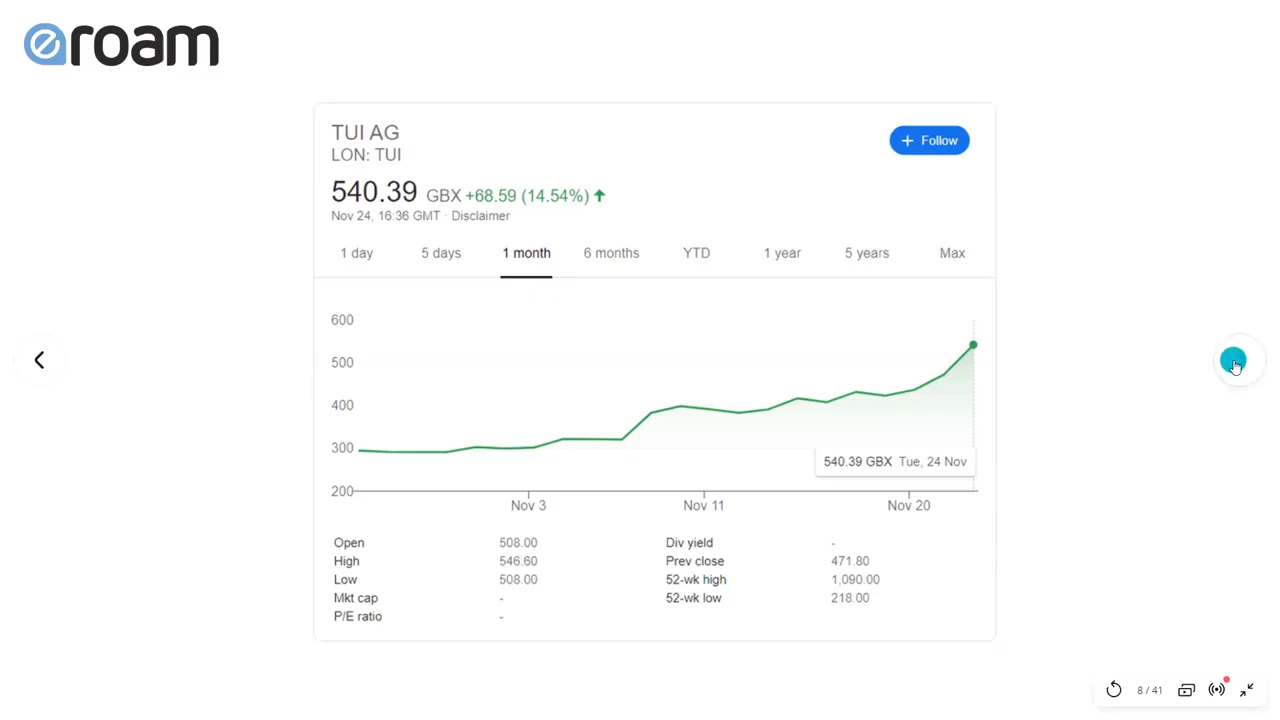 eroam
TUI AG
LON: TUI
+ Follow
540.39 GBX +68.59 (14.54%) ↑
Nov 24, 16:36 GMT · Disclaimer
1 day 5 days 1 month 6 months YTD 1 year 5 years Max
600
500
400
300
200
540.39 GBX Tue, 24 Nov
Nov 3 Nov 11 Nov 20
Open 508.00 Div yield -
High 546.60 Prev close 471.80
Low 508.00 52-wk high 1,090.00
Mkt cap - 52-wk low 218.00
P/E ratio -
8 / 41